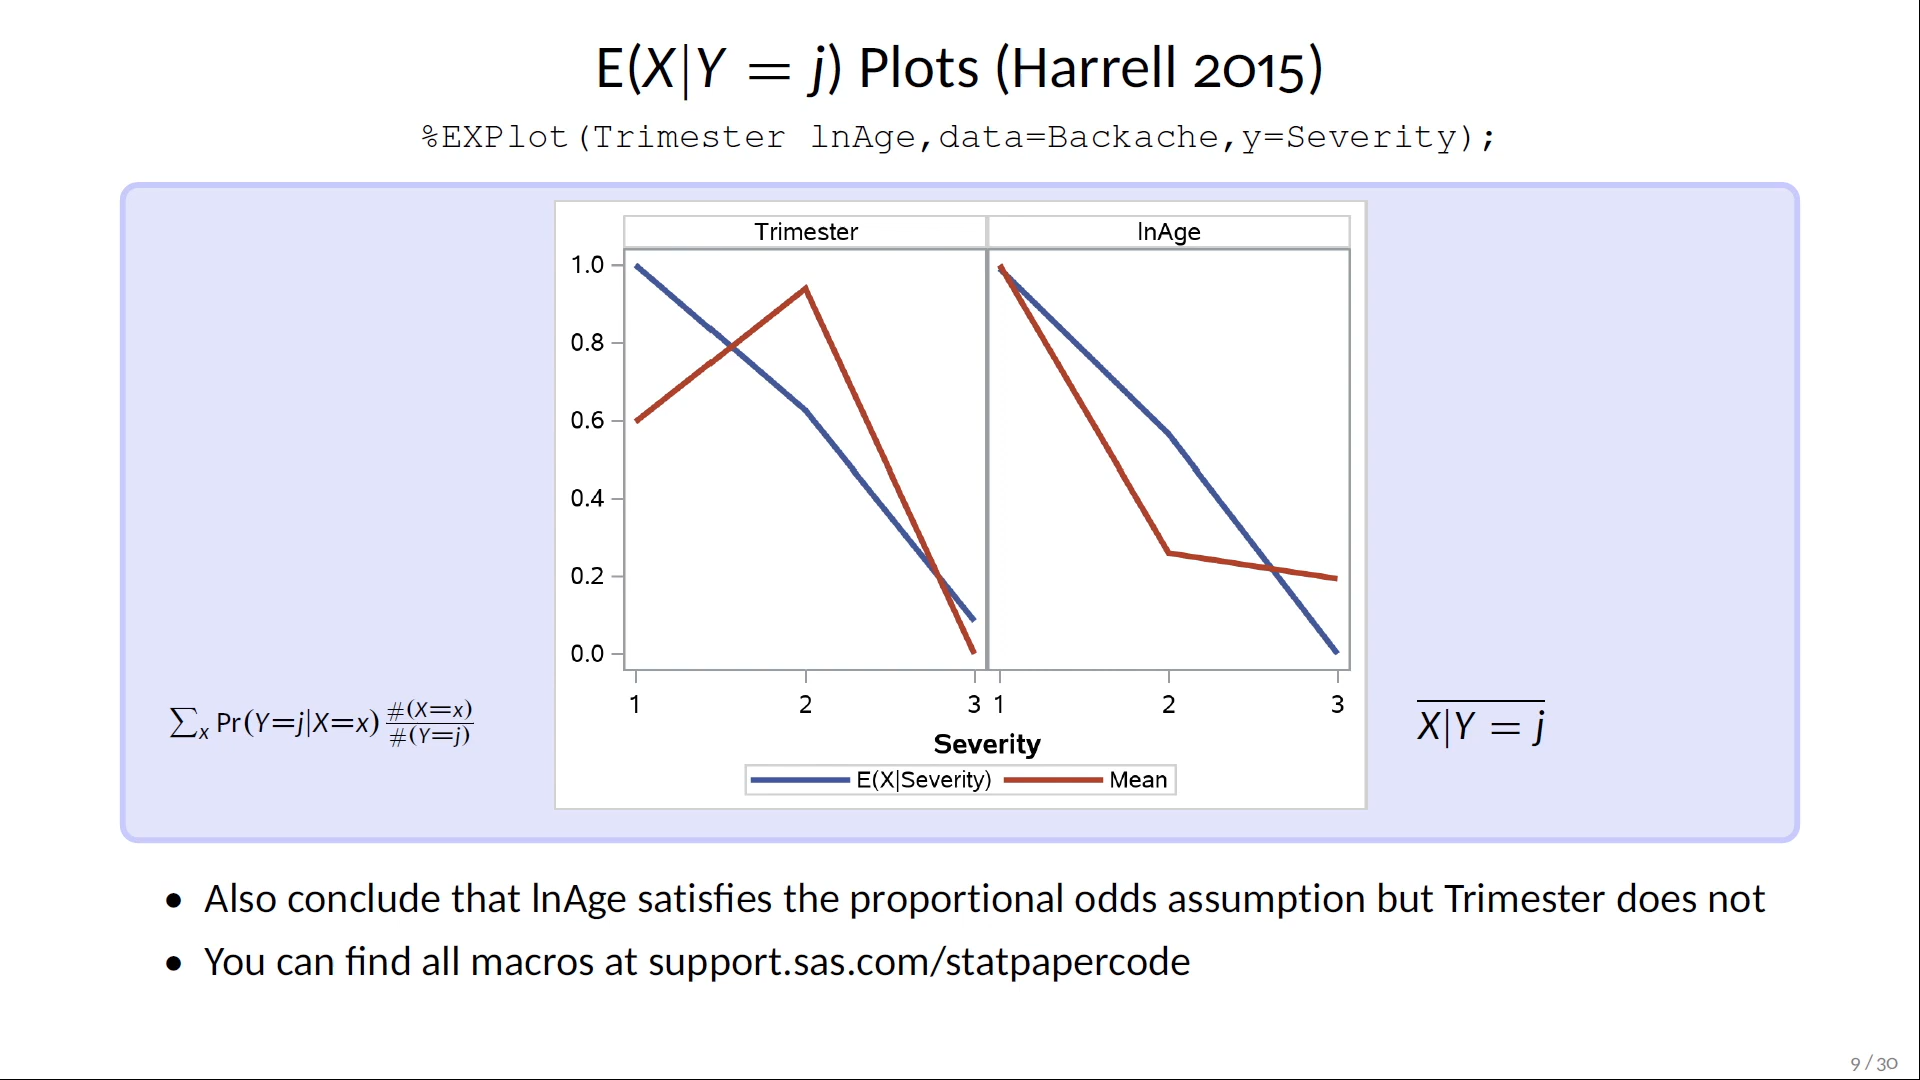 E(X|Y = j) Plots (Harrell 2015)
%EXPlot(Trimester lnAge,data=Backache,y=Severity);
Trimester lnAge
1.0
0.8
0.6
0.4
0.2
0.0
1 2 3 1 2 3
Severity
E(X|Severity) Mean
∑x Pr(Y=j|X=x) #(X=x)/#(Y=j)
X|Y = j
• Also conclude that lnAge satisfies the proportional odds assumption but Trimester does not
• You can find all macros at support.sas.com/statpapercode
9 / 30